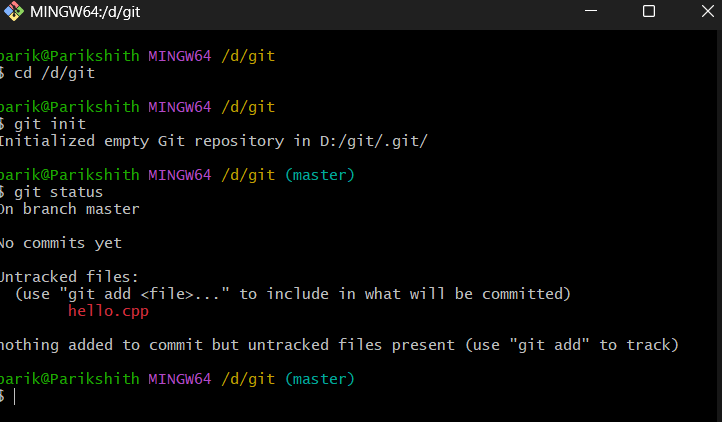 MINGW64:/d/git
parik@Parikshith MINGW64 /d/git
$ cd /d/git
parik@Parikshith MINGW64 /d/git
$ git init
Initialized empty Git repository in D:/git/.git/
parik@Parikshith MINGW64 /d/git (master)
$ git status
On branch master
No commits yet
Untracked files:
  (use "git add <file>..." to include in what will be committed)
        hello.cpp
nothing added to commit but untracked files present (use "git add" to track)
parik@Parikshith MINGW64 /d/git (master)
$